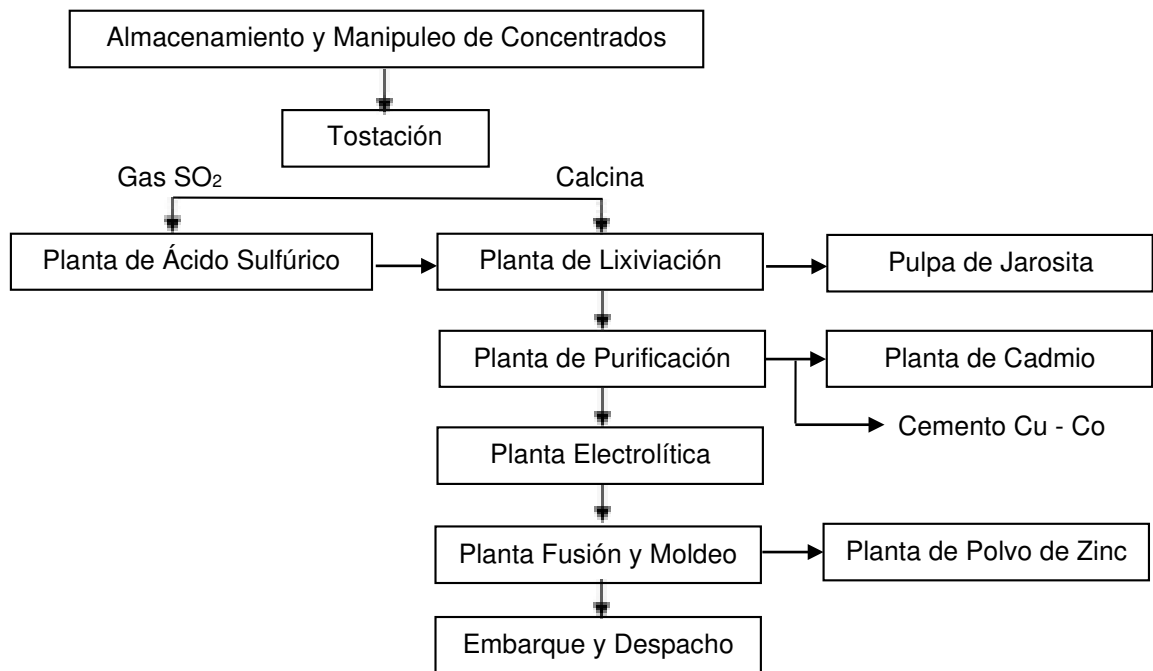 Almacenamiento y Manipuleo de Concentrados
Tostación
Gas SO₂
Calcina
Planta de Ácido Sulfúrico
Planta de Lixiviación
Pulpa de Jarosita
Planta de Purificación
Planta de Cadmio
Cemento Cu - Co
Planta Electrolítica
Planta Fusión y Moldeo
Planta de Polvo de Zinc
Embarque y Despacho